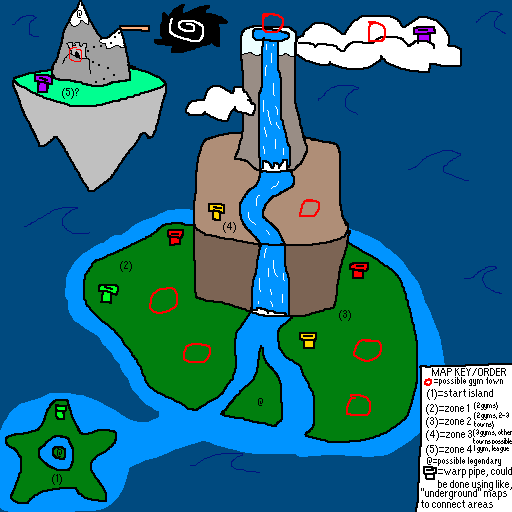 @
(5)?
(4)
(2)
(3)
@
@
(1)
MAP KEY/ORDER
=possible gym town
(1)=start island
(2)=zone 1 (2 gyms)
(3)=zone 2 (2 gyms, 2-3 towns)
(4)=zone 3 (3 gyms, other towns possible)
(5)=zone 4 1 gym, league
@=possible legendary
=warp pipe, could
be done using like,
"underground" maps
to connect areas